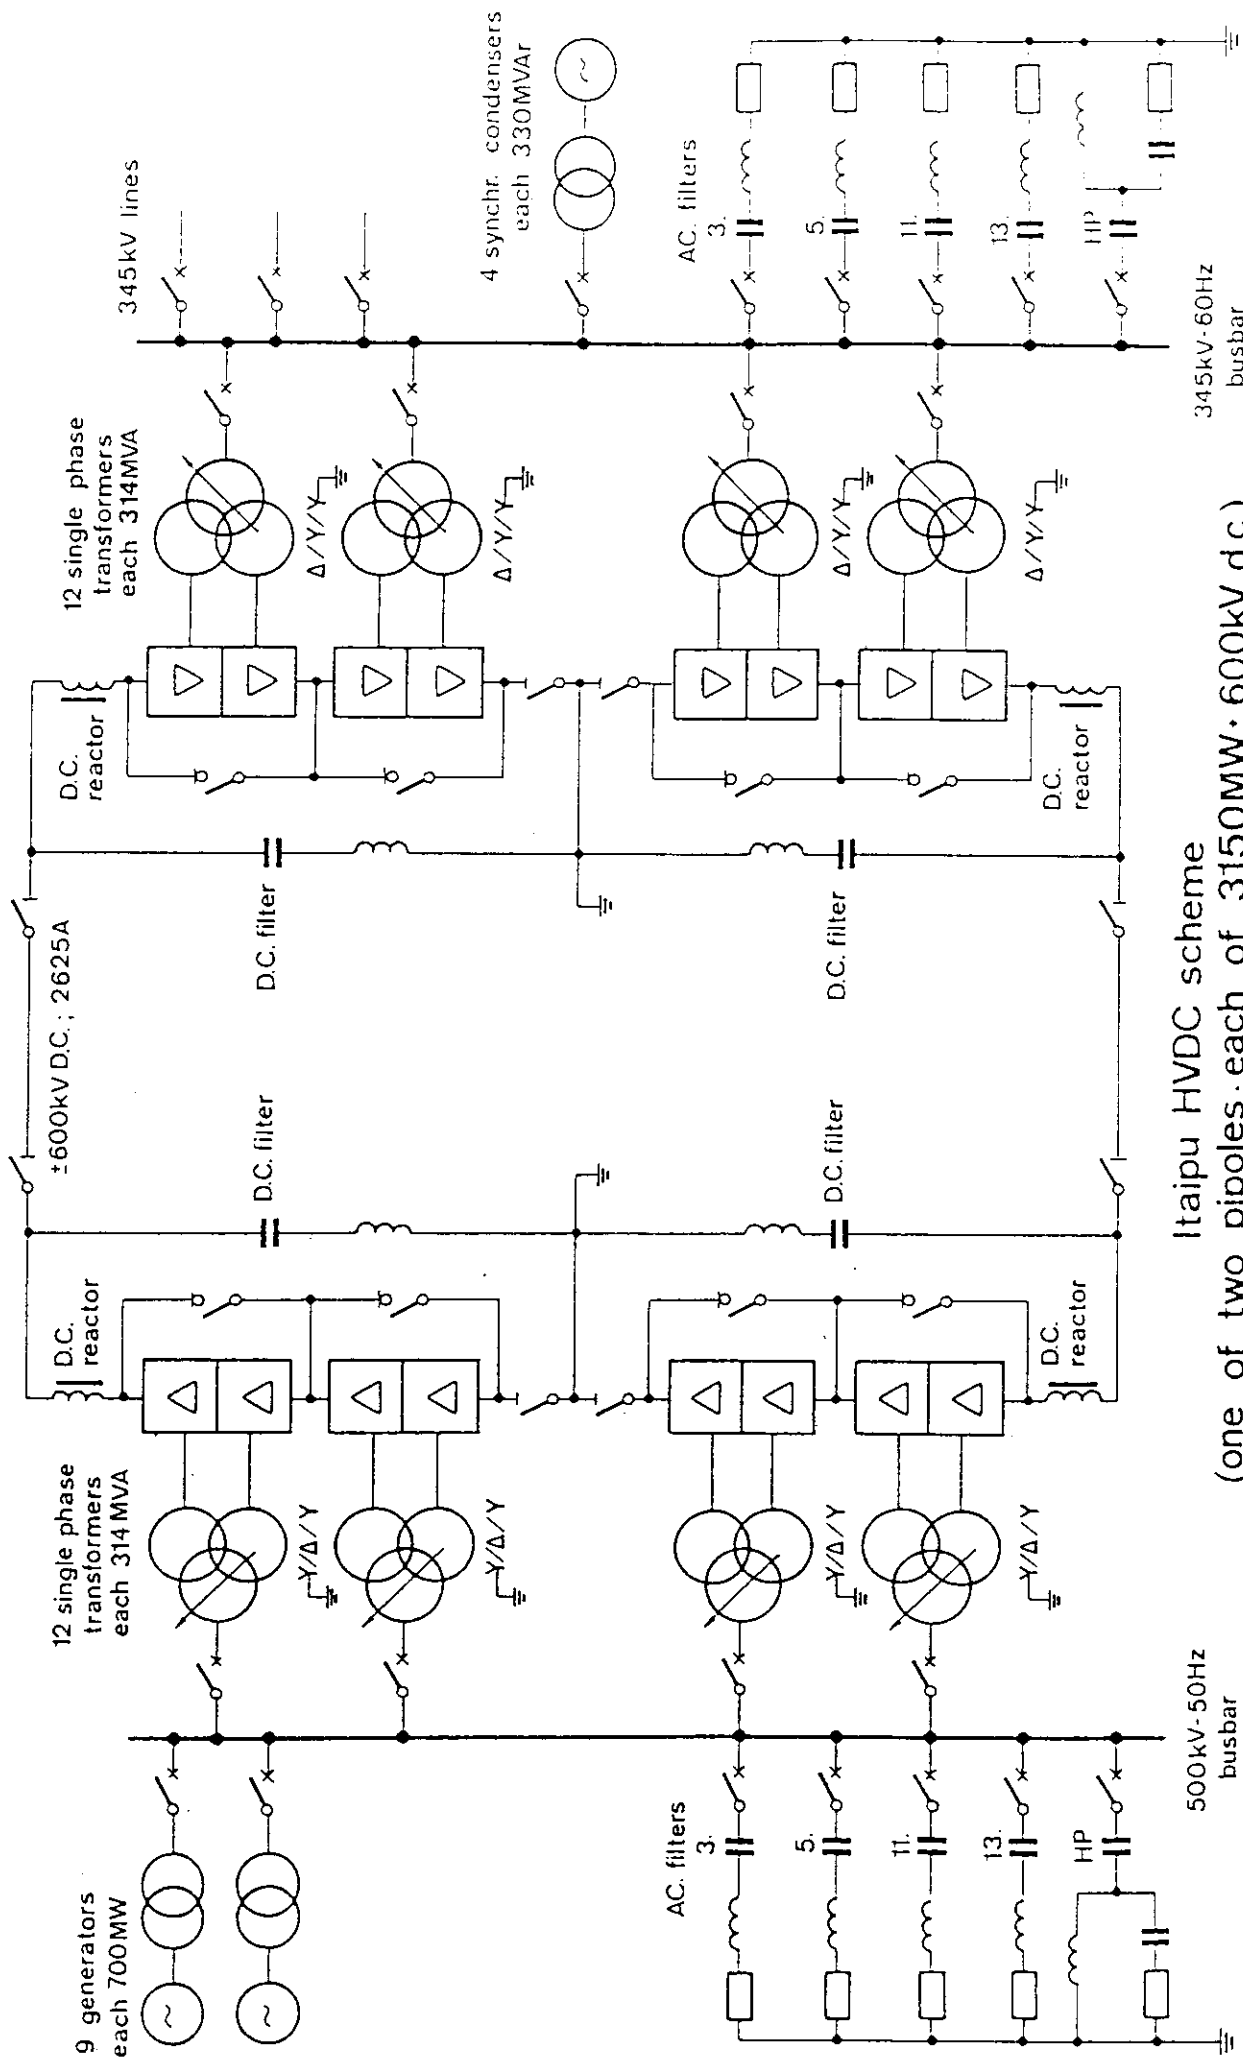 9 generators
each 700MW
12 single phase
transformers
each 314 MVA
D.C.
reactor
±600kV D.C.; 2625A
D.C.
reactor
12 single phase
transformers
each 314MVA
345kV lines
Y/Δ/Y
D.C. filter
D.C. filter
Δ/Y/Y
Y/Δ/Y
Δ/Y/Y
4 synchr. condensers
each 330MVAr
AC. filters
3.
5.
11.
13.
HP
Y/Δ/Y
D.C. filter
D.C. filter
Δ/Y/Y
Y/Δ/Y
D.C.
reactor
D.C.
reactor
Δ/Y/Y
AC. filters
3.
5.
11.
13.
HP
500kV-50Hz
busbar
345kV-60Hz
busbar
Itaipu HVDC scheme
(one of two bipoles·each of 3150MW·600kV d.c.)